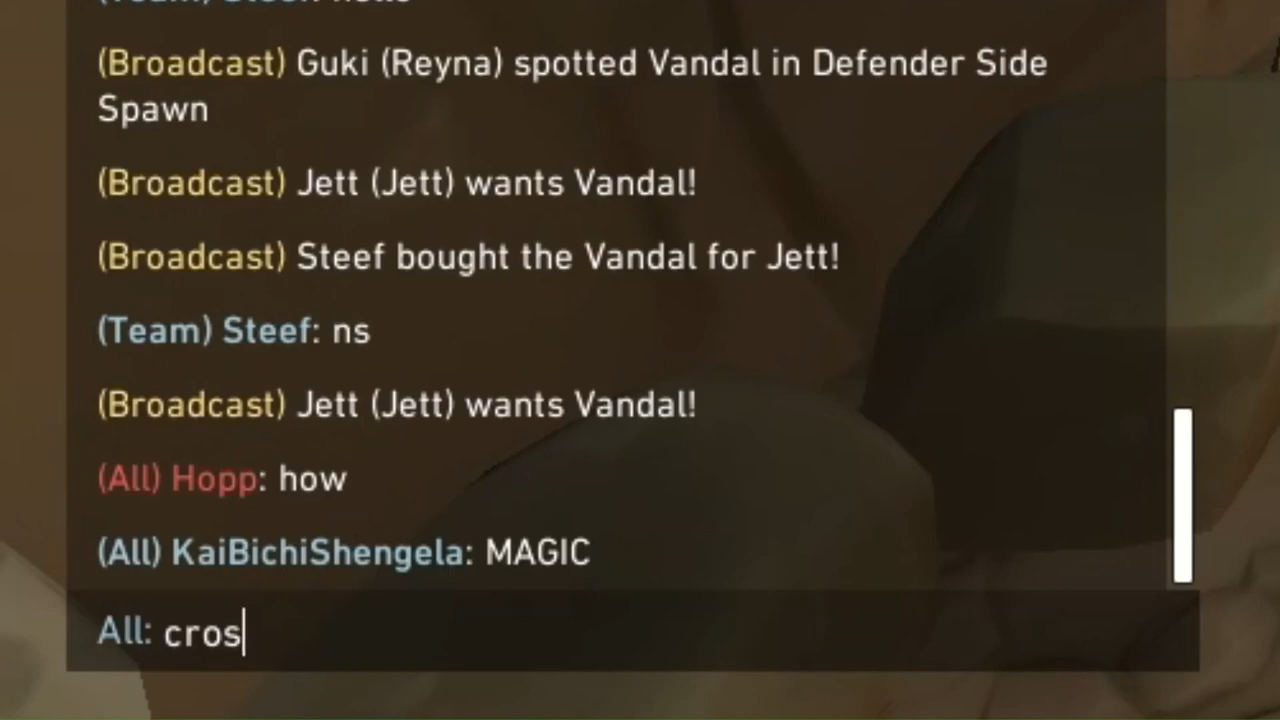 (Broadcast) Guki (Reyna) spotted Vandal in Defender Side
Spawn
(Broadcast) Jett (Jett) wants Vandal!
(Broadcast) Steef bought the Vandal for Jett!
(Team) Steef: ns
(Broadcast) Jett (Jett) wants Vandal!
(All) Hopp: how
(All) KaiBichiShengela: MAGIC
All: cros